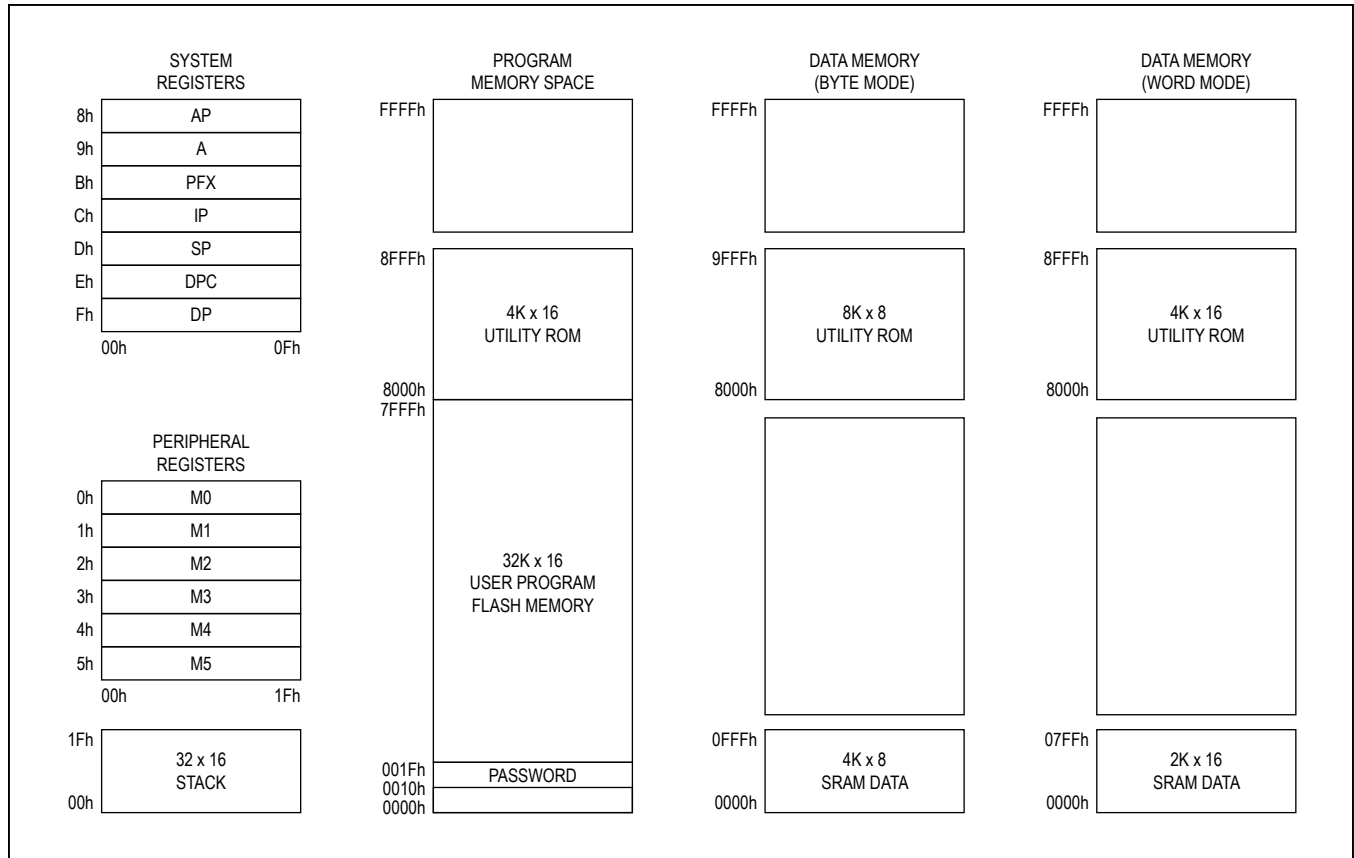 SYSTEM
REGISTERS
8h AP
9h A
Bh PFX
Ch IP
Dh SP
Eh DPC
Fh DP
00h 0Fh
PERIPHERAL
REGISTERS
0h M0
1h M1
2h M2
3h M3
4h M4
5h M5
00h 1Fh
1Fh
32 x 16
STACK
00h
PROGRAM
MEMORY SPACE
FFFFh
8FFFh
4K x 16
UTILITY ROM
8000h
7FFFh
32K x 16
USER PROGRAM
FLASH MEMORY
001Fh
PASSWORD
0010h
0000h
DATA MEMORY
(BYTE MODE)
FFFFh
9FFFh
8K x 8
UTILITY ROM
8000h
0FFFh
4K x 8
SRAM DATA
0000h
DATA MEMORY
(WORD MODE)
FFFFh
8FFFh
4K x 16
UTILITY ROM
8000h
07FFh
2K x 16
SRAM DATA
0000h